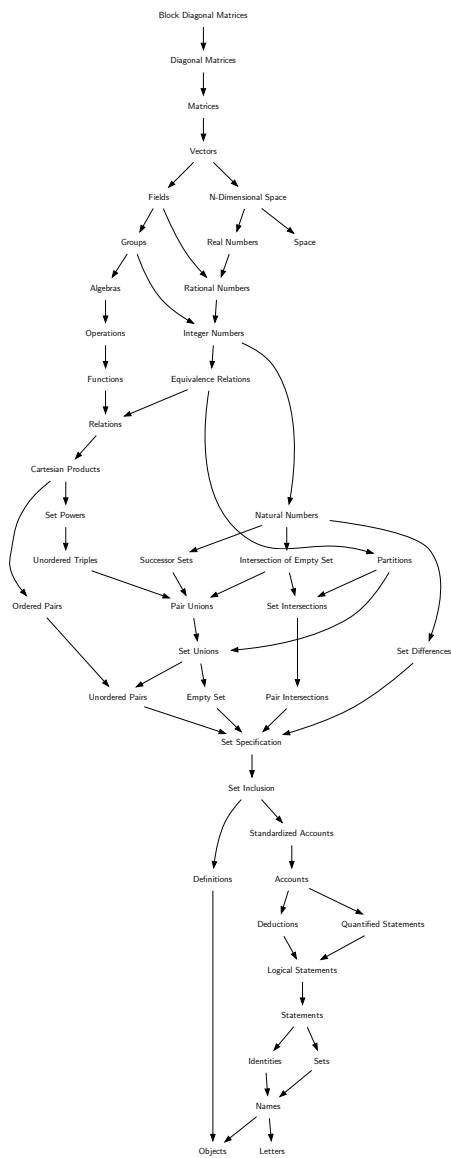 Block Diagonal Matrices
Diagonal Matrices
Matrices
Vectors
Fields
N-Dimensional Space
Groups
Real Numbers
Space
Algebras
Rational Numbers
Operations
Integer Numbers
Functions
Equivalence Relations
Relations
Cartesian Products
Set Powers
Natural Numbers
Unordered Triples
Successor Sets
Intersection of Empty Set
Partitions
Ordered Pairs
Pair Unions
Set Intersections
Set Unions
Set Differences
Unordered Pairs
Empty Set
Pair Intersections
Set Specification
Set Inclusion
Standardized Accounts
Definitions
Accounts
Deductions
Quantified Statements
Logical Statements
Statements
Identities
Sets
Names
Objects
Letters